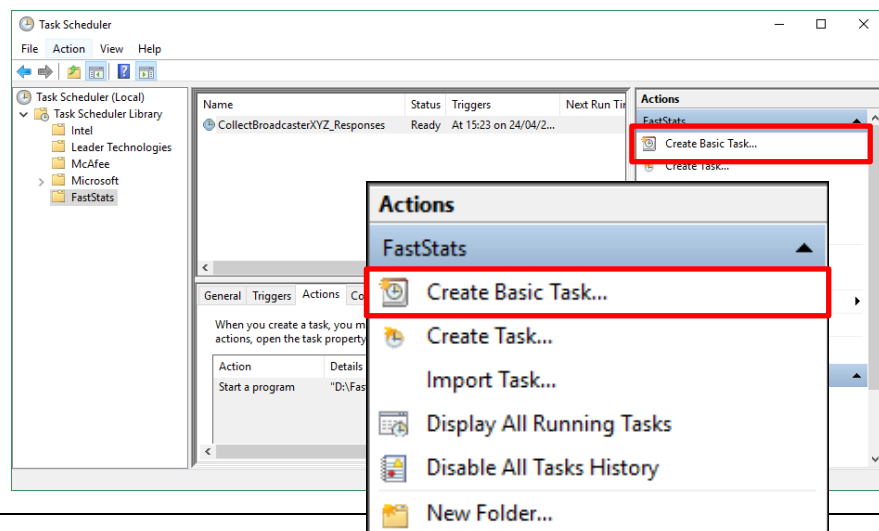 Task Scheduler
File Action View Help
Task Scheduler (Local)
Task Scheduler Library
Intel
Leader Technologies
McAfee
Microsoft
FastStats
Name Status Triggers Next Run Tir
CollectBroadcasterXYZ_Responses Ready At 15:23 on 24/04/2...
Actions
FastStats
Create Basic Task...
Create Task...
General Triggers Actions Co
When you create a task, you m
actions, open the task property
Action Details
Start a program "D:\Fas
Actions
FastStats
Create Basic Task...
Create Task...
Import Task...
Display All Running Tasks
Disable All Tasks History
New Folder...